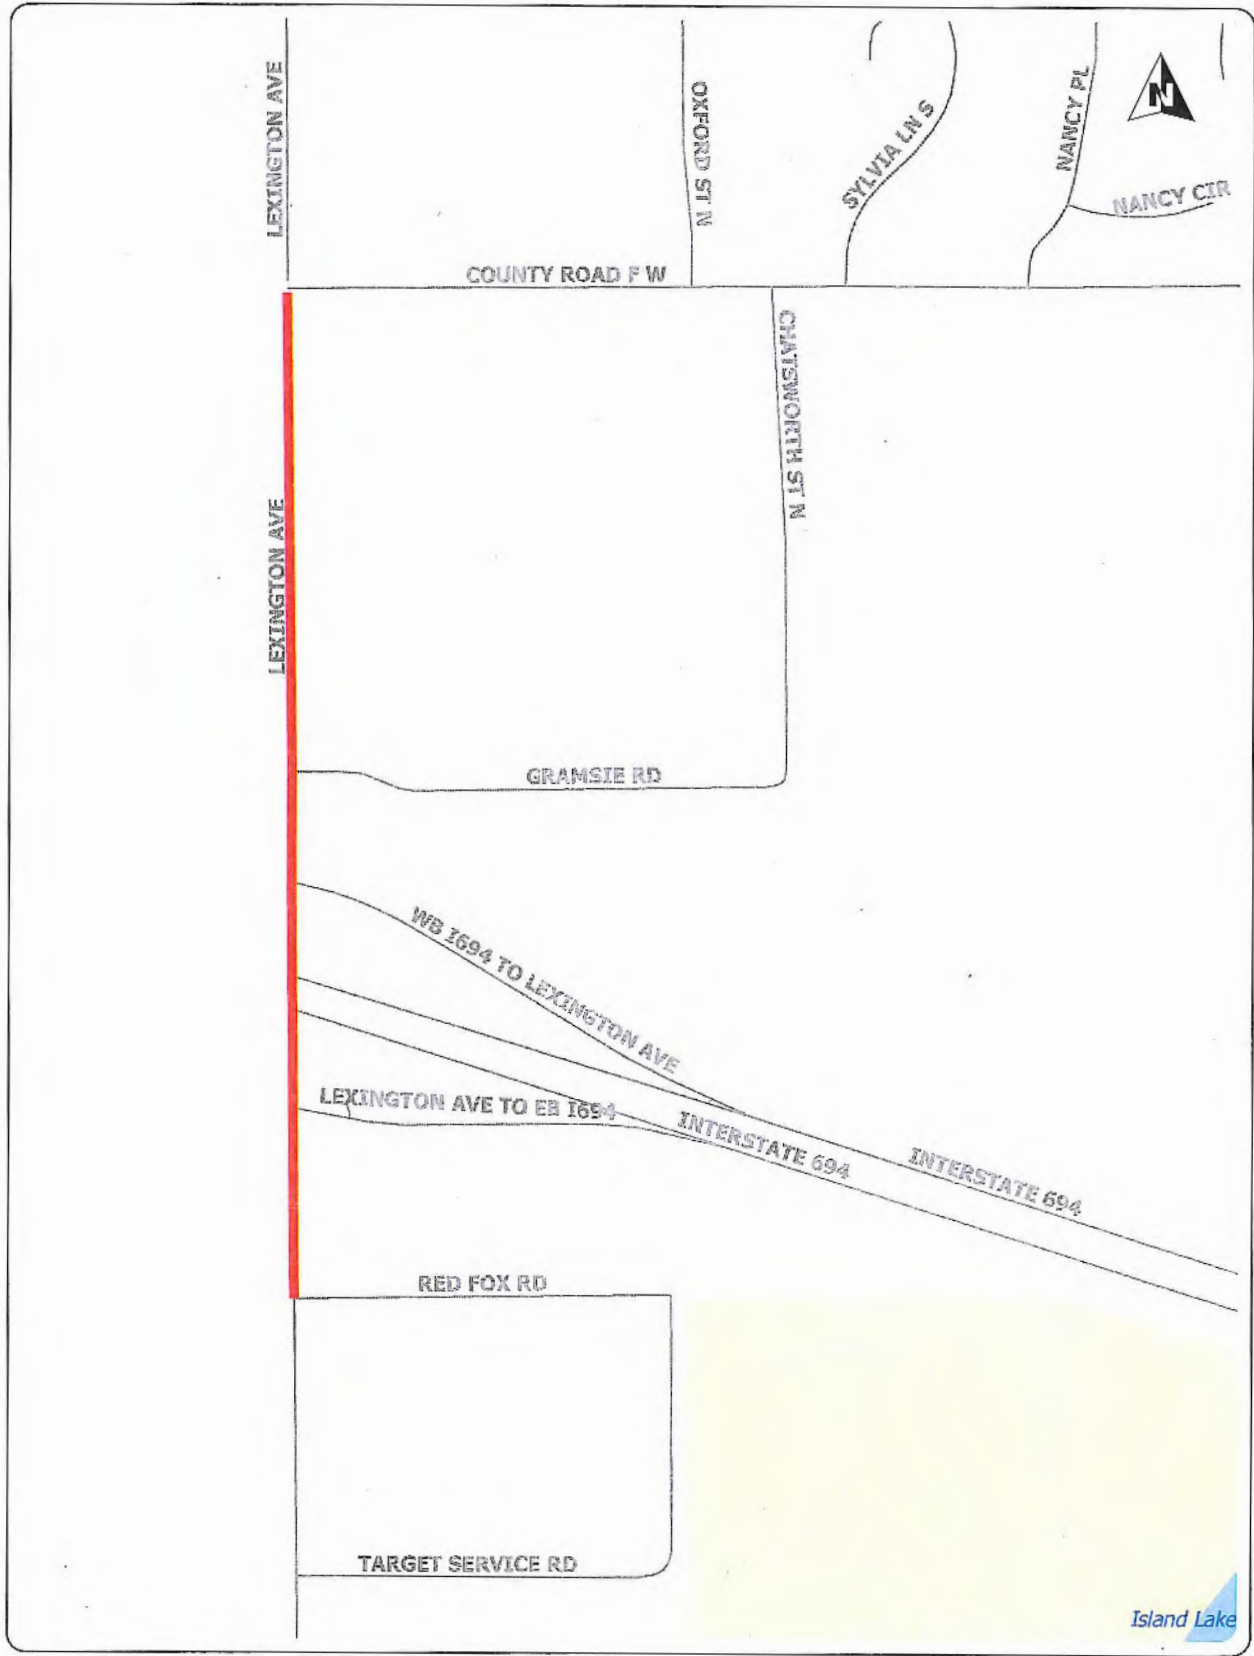 LEXINGTON AVE
OXFORD ST N
SYLVIA LN S
NANCY PL
N
NANCY CIR
COUNTY ROAD F W
CHATSWORTH ST N
LEXINGTON AVE
GRAMSIE RD
WB I694 TO LEXINGTON AVE
LEXINGTON AVE TO EB I694
INTERSTATE 694
INTERSTATE 694
RED FOX RD
TARGET SERVICE RD
Island Lake